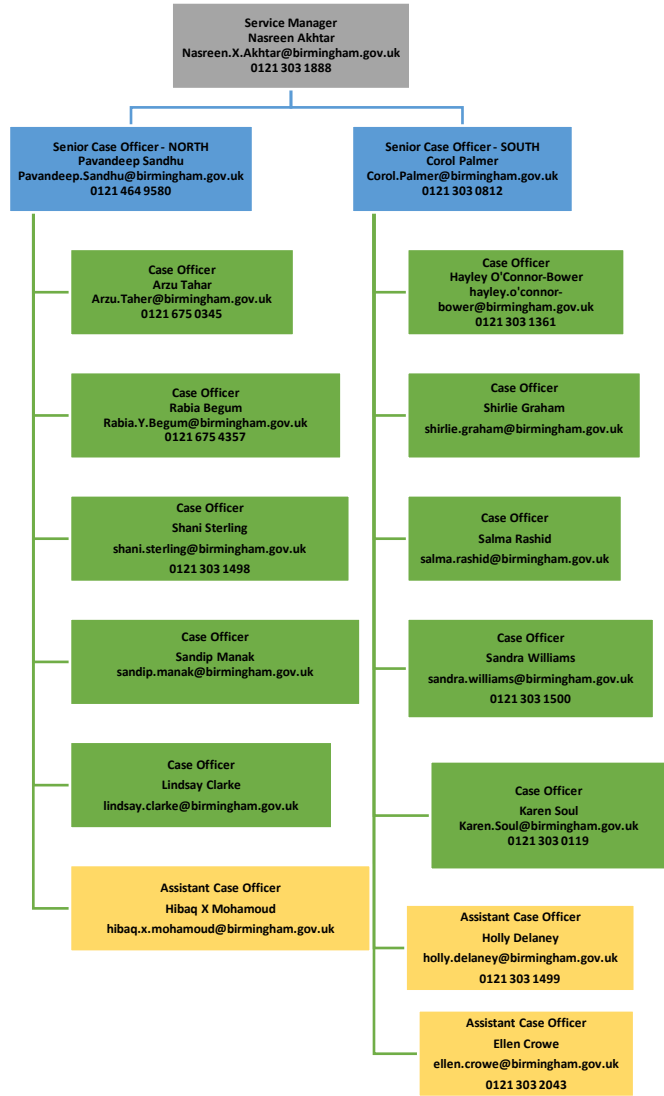 Service Manager
Nasreen Akhtar
Nasreen.X.Akhtar@birmingham.gov.uk
0121 303 1888
Senior Case Officer - NORTH
Pavandeep Sandhu
Pavandeep.Sandhu@birmingham.gov.uk
0121 464 9580
Senior Case Officer - SOUTH
Corol Palmer
Corol.Palmer@birmingham.gov.uk
0121 303 0812
Case Officer
Arzu Tahar
Arzu.Taher@birmingham.gov.uk
0121 675 0345
Case Officer
Rabia Begum
Rabia.Y.Begum@birmingham.gov.uk
0121 675 4357
Case Officer
Shani Sterling
shani.sterling@birmingham.gov.uk
0121 303 1498
Case Officer
Sandip Manak
sandip.manak@birmingham.gov.uk
Case Officer
Lindsay Clarke
lindsay.clarke@birmingham.gov.uk
Assistant Case Officer
Hibaq X Mohamoud
hibaq.x.mohamoud@birmingham.gov.uk
Case Officer
Hayley O'Connor-Bower
hayley.o'connor-
bower@birmingham.gov.uk
0121 303 1361
Case Officer
Shirlie Graham
shirlie.graham@birmingham.gov.uk
Case Officer
Salma Rashid
salma.rashid@birmingham.gov.uk
Case Officer
Sandra Williams
sandra.williams@birmingham.gov.uk
0121 303 1500
Case Officer
Karen Soul
Karen.Soul@birmingham.gov.uk
0121 303 0119
Assistant Case Officer
Holly Delaney
holly.delaney@birmingham.gov.uk
0121 303 1499
Assistant Case Officer
Ellen Crowe
ellen.crowe@birmingham.gov.uk
0121 303 2043